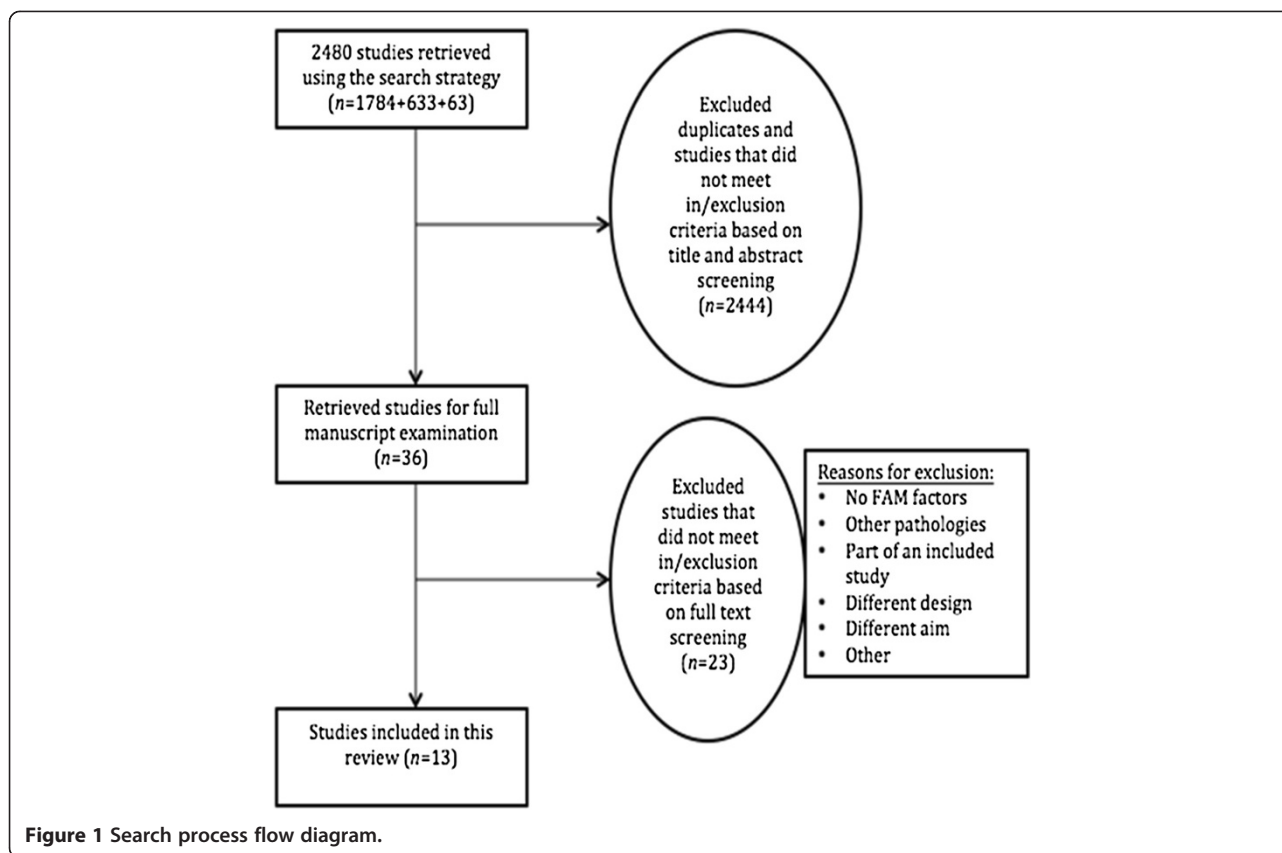 2480 studies retrieved
using the search strategy
(n=1784+633+63)
Excluded
duplicates and
studies that did
not meet
in/exclusion
criteria based on
title and abstract
screening
(n=2444)
Retrieved studies for full
manuscript examination
(n=36)
Excluded
studies that
did not meet
in/exclusion
criteria based
on full text
screening
(n=23)
Reasons for exclusion:
• No FAM factors
• Other pathologies
• Part of an included
study
• Different design
• Different aim
• Other
Studies included in this
review (n=13)
Figure 1 Search process flow diagram.